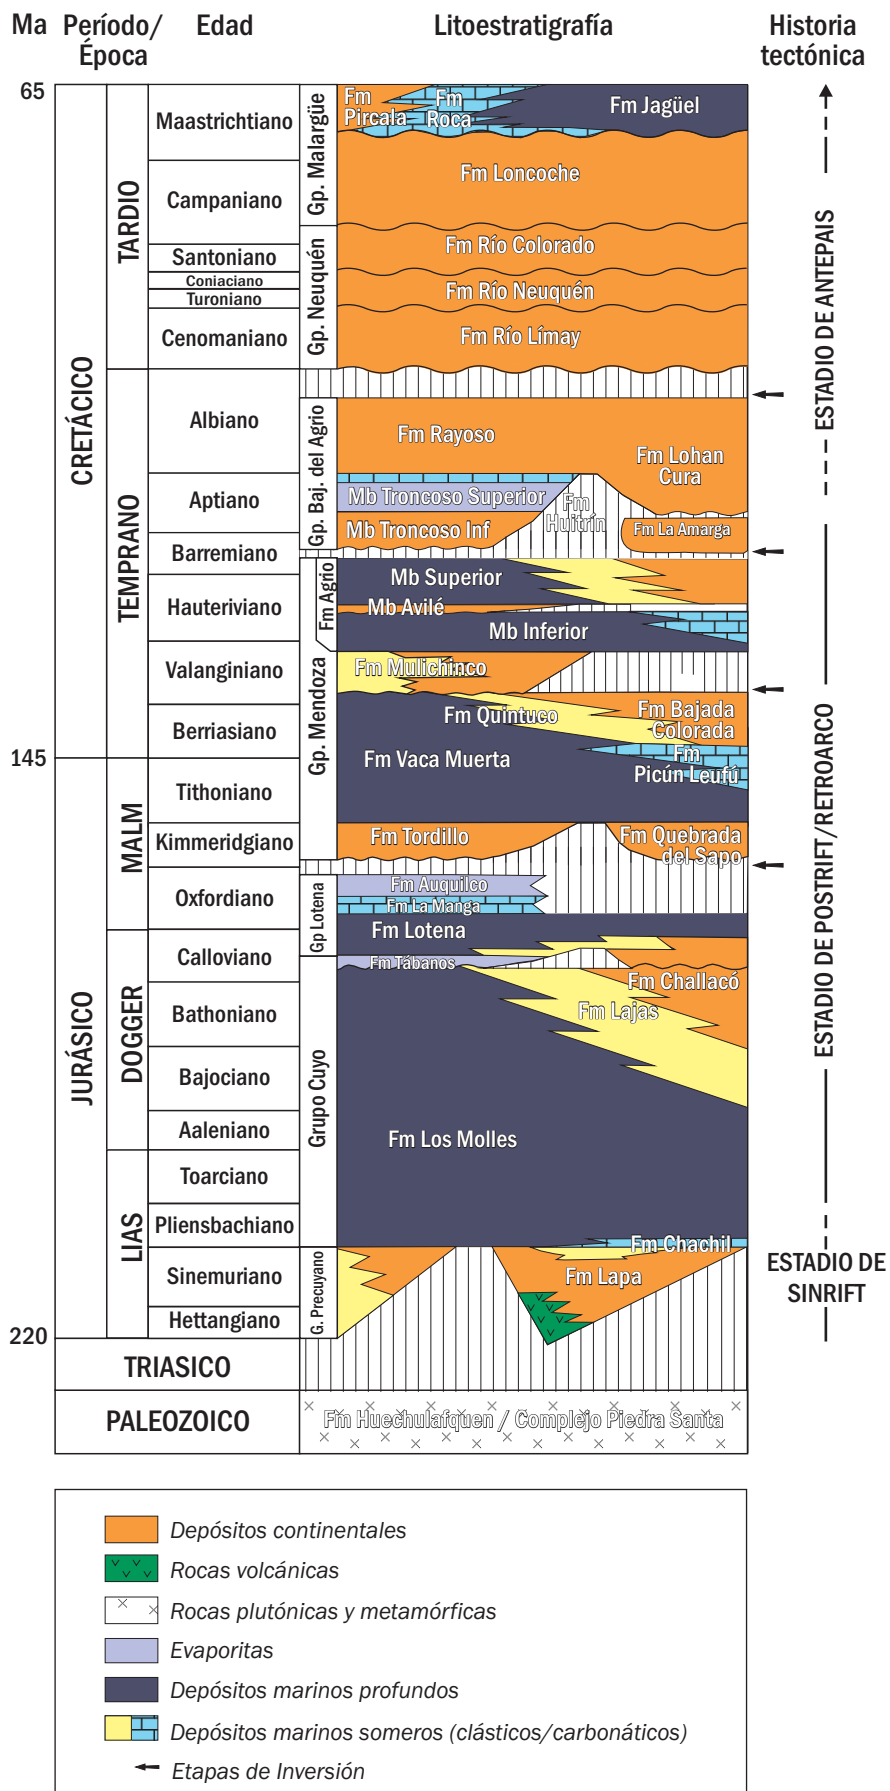 Ma
Período/
Época
Edad
Litoestratigrafía
Historia
tectónica
65
145
220
CRETÁCICO
JURÁSICO
TARDIO
TEMPRANO
MALM
DOGGER
LIAS
Maastrichtiano
Campaniano
Santoniano
Coniaciano
Turoniano
Cenomaniano
Albiano
Aptiano
Barremiano
Hauteriviano
Valanginiano
Berriasiano
Tithoniano
Kimmeridgiano
Oxfordiano
Calloviano
Bathoniano
Bajociano
Aaleniano
Toarciano
Pliensbachiano
Sinemuriano
Hettangiano
TRIASICO
PALEOZOICO
Gp. Malargüe
Gp. Neuquén
Gp. Baj. del Agrio
Fm Agrio
Gp. Mendoza
Gp Lotena
Grupo Cuyo
G. Precuyano
Fm
Pircala
Fm
Roca
Fm Jagüel
Fm Loncoche
Fm Río Colorado
Fm Río Neuquén
Fm Río Límay
Fm Rayoso
Fm Lohan
Cura
Mb Troncoso Superior
Fm
Huitrín
Mb Troncoso Inf
Fm La Amarga
Mb Superior
Mb Avilé
Mb Inferior
Fm Mulichinco
Fm Quintuco
Fm Bajada
Colorada
Fm Vaca Muerta
Fm
Picún Leufú
Fm Tordillo
Fm Quebrada
del Sapo
Fm Auquilco
Fm La Manga
Fm Lotena
Fm Tábanos
Fm Challacó
Fm Lajas
Fm Los Molles
Fm Chachil
Fm Lapa
Fm Huechulafquen / Complejo Piedra Santa
ESTADIO DE ANTEPAIS
ESTADIO DE POSTRIFT/RETROARCO
ESTADIO DE
SINRIFT
Depósitos continentales
Rocas volcánicas
Rocas plutónicas y metamórficas
Evaporitas
Depósitos marinos profundos
Depósitos marinos someros (clásticos/carbonáticos)
Etapas de Inversión